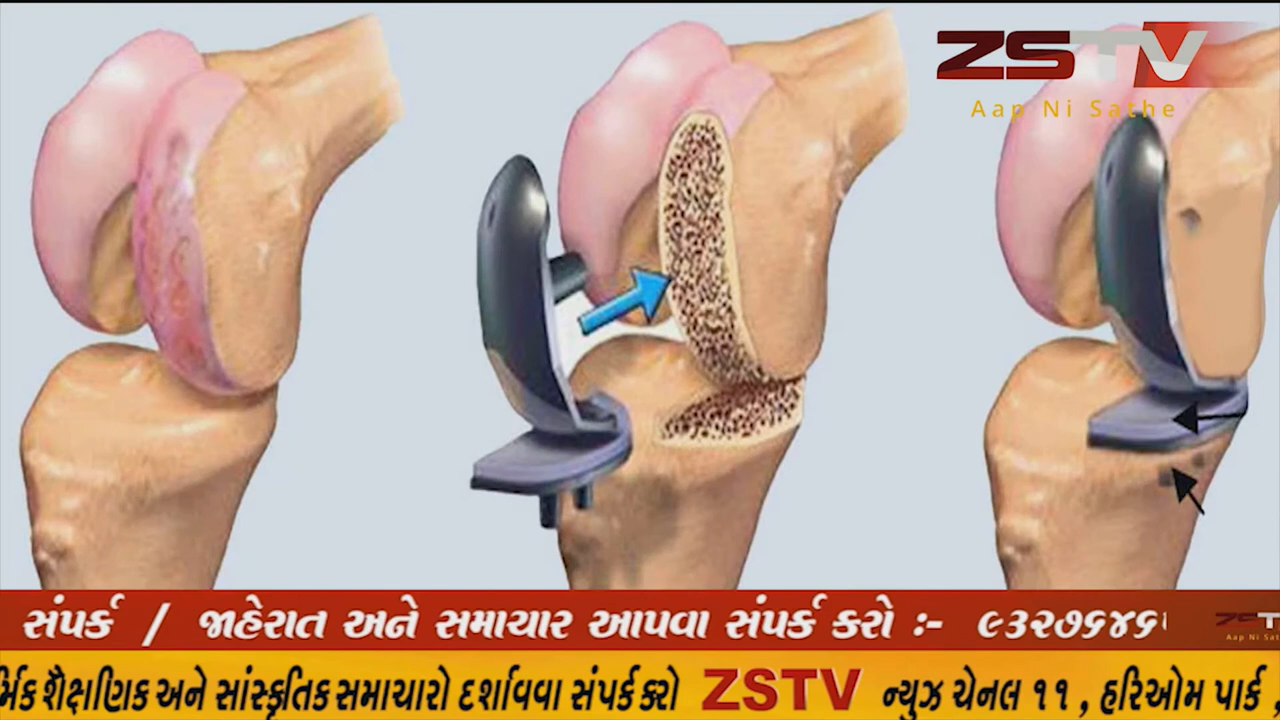 ZSTV
Aap Ni Sathe
સંપર્ક / જાહેરાત અને સમાચાર આપવા સંપર્ક કરો :- ૯૩૨૭૬૪૬
શૈક્ષણિક અને સાંસ્કૃતિક સમાચારો દર્શાવવા સંપર્ક કરો ZSTV ન્યુઝ ચેનલ ૧૧ , હરિઓમ પાર્ક ,